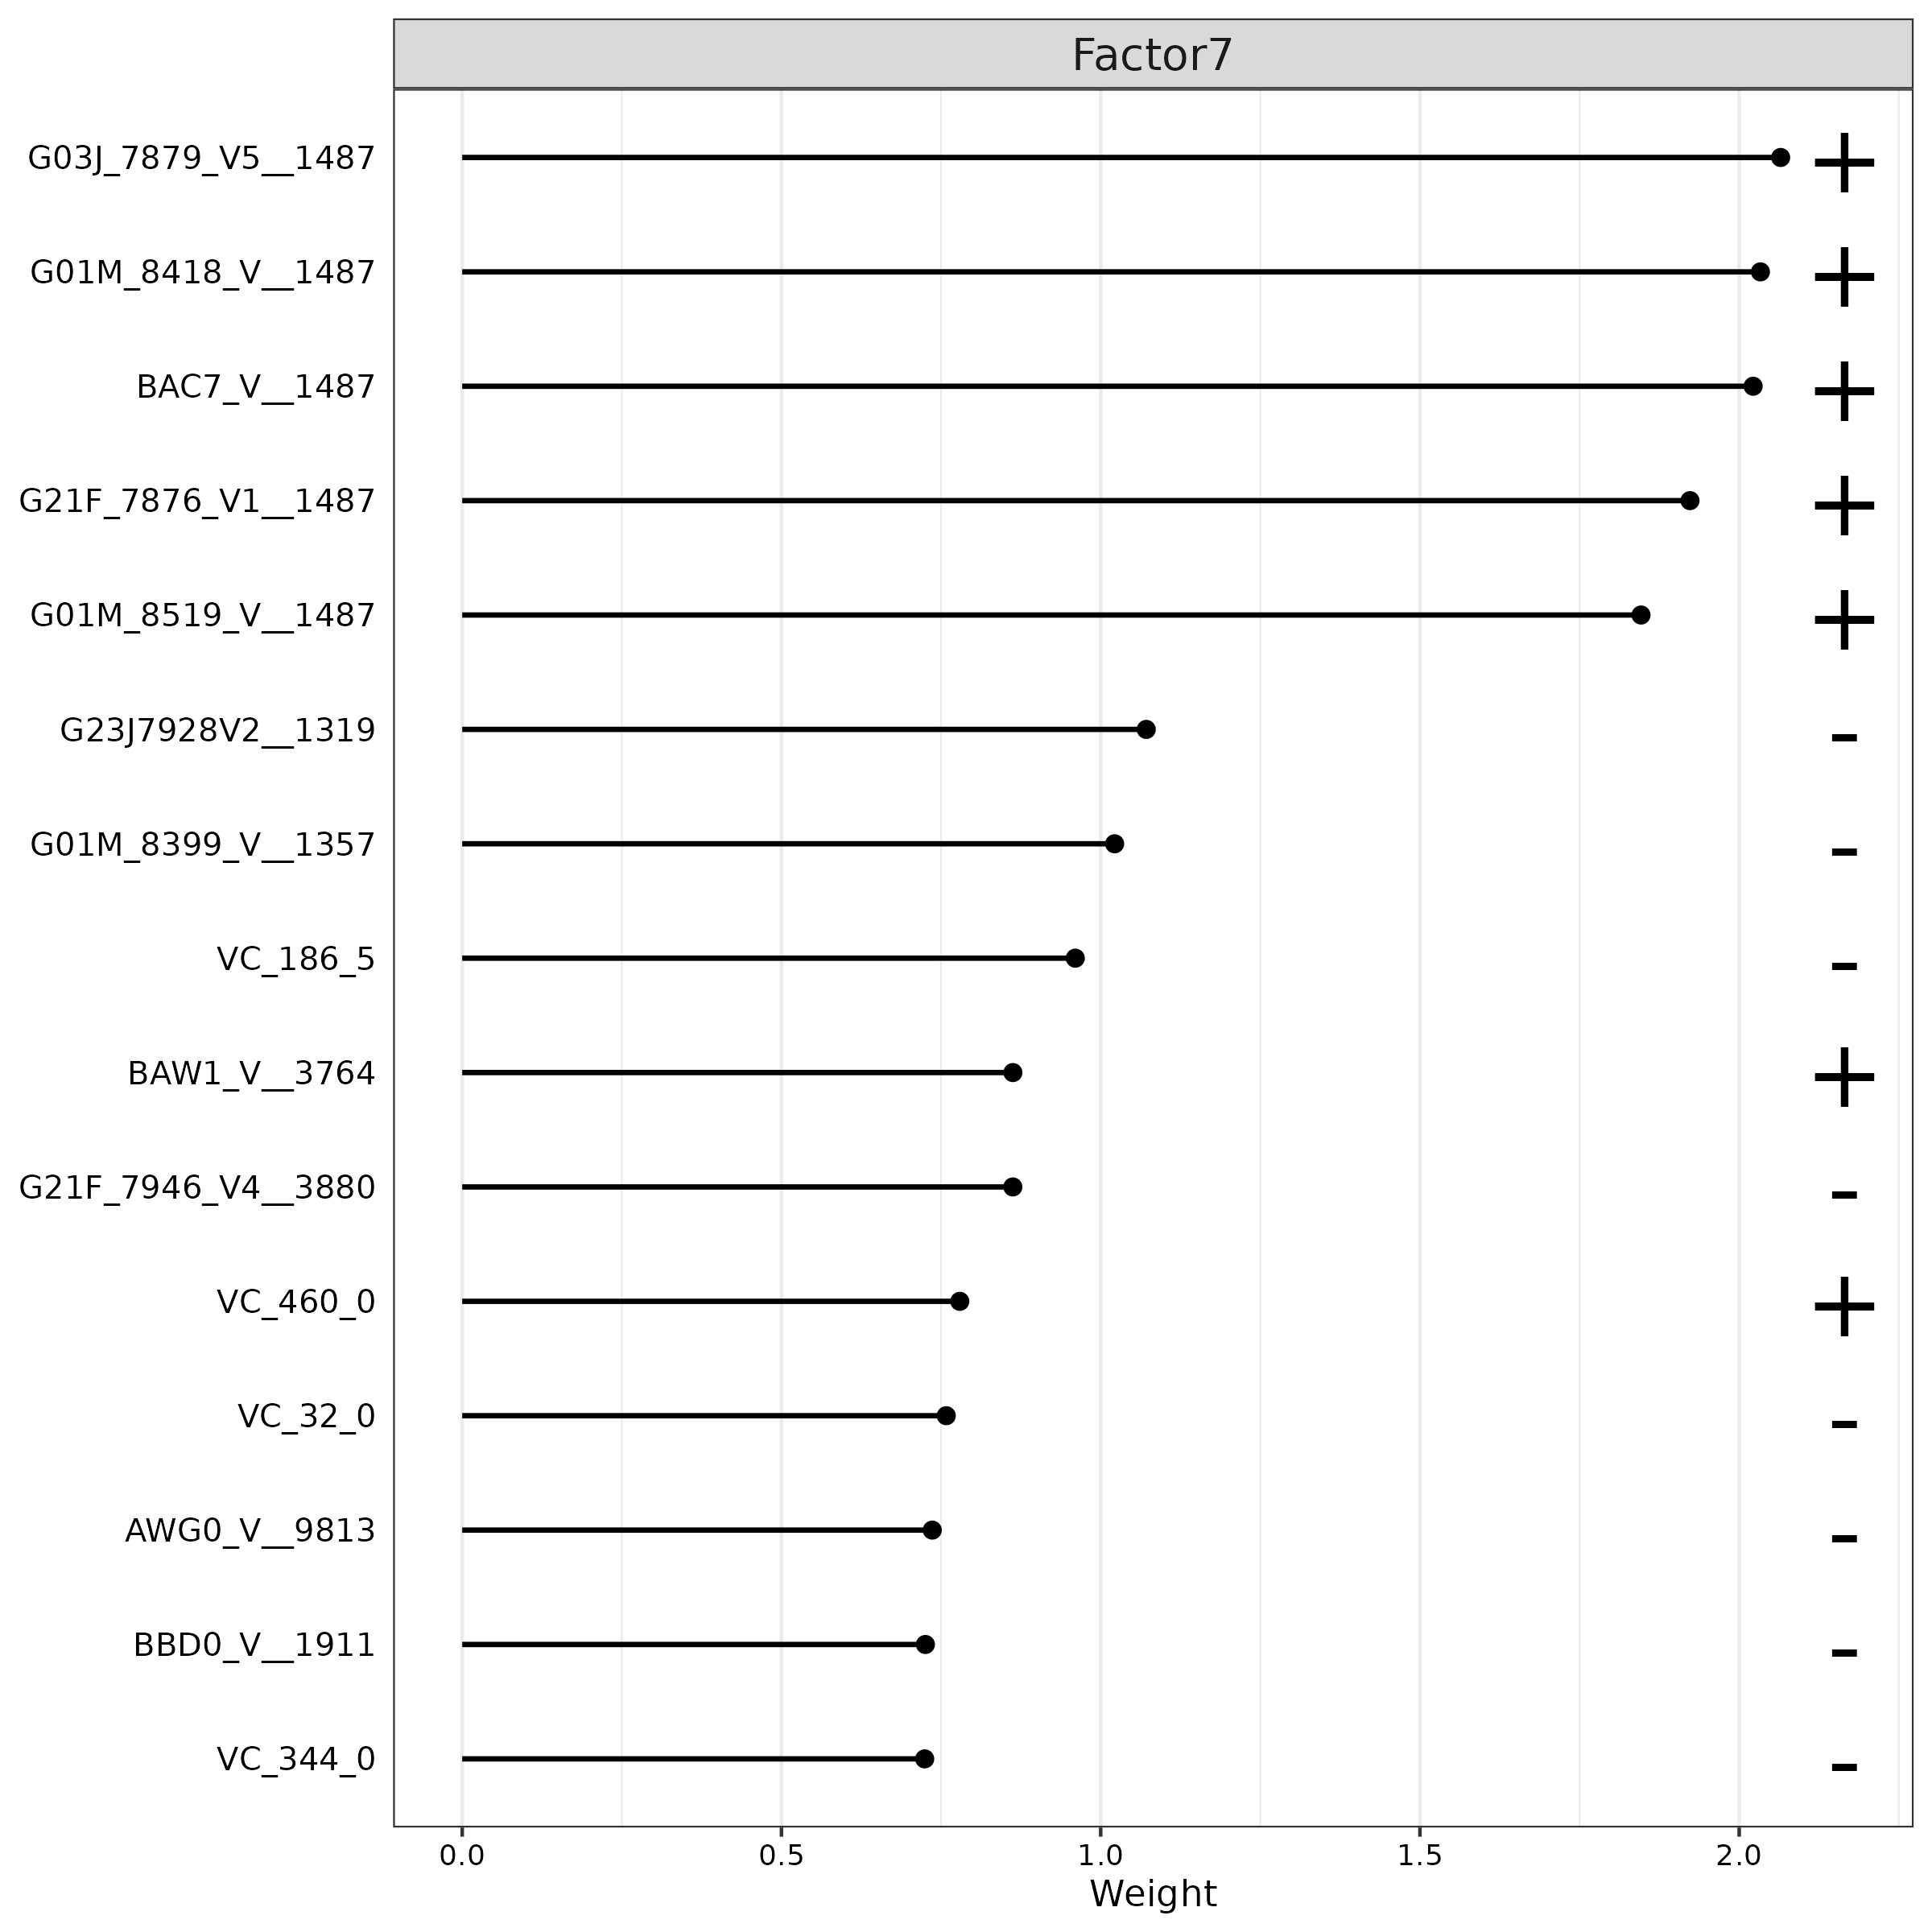 Factor7
G03J_7879_V5__1487 +
G01M_8418_V__1487 +
BAC7_V__1487 +
G21F_7876_V1__1487 +
G01M_8519_V__1487 +
G23J7928V2__1319 -
G01M_8399_V__1357 -
VC_186_5 -
BAW1_V__3764 +
G21F_7946_V4__3880 -
VC_460_0 +
VC_32_0 -
AWG0_V__9813 -
BBD0_V__1911 -
VC_344_0 -
0.0 0.5 1.0 1.5 2.0
Weight